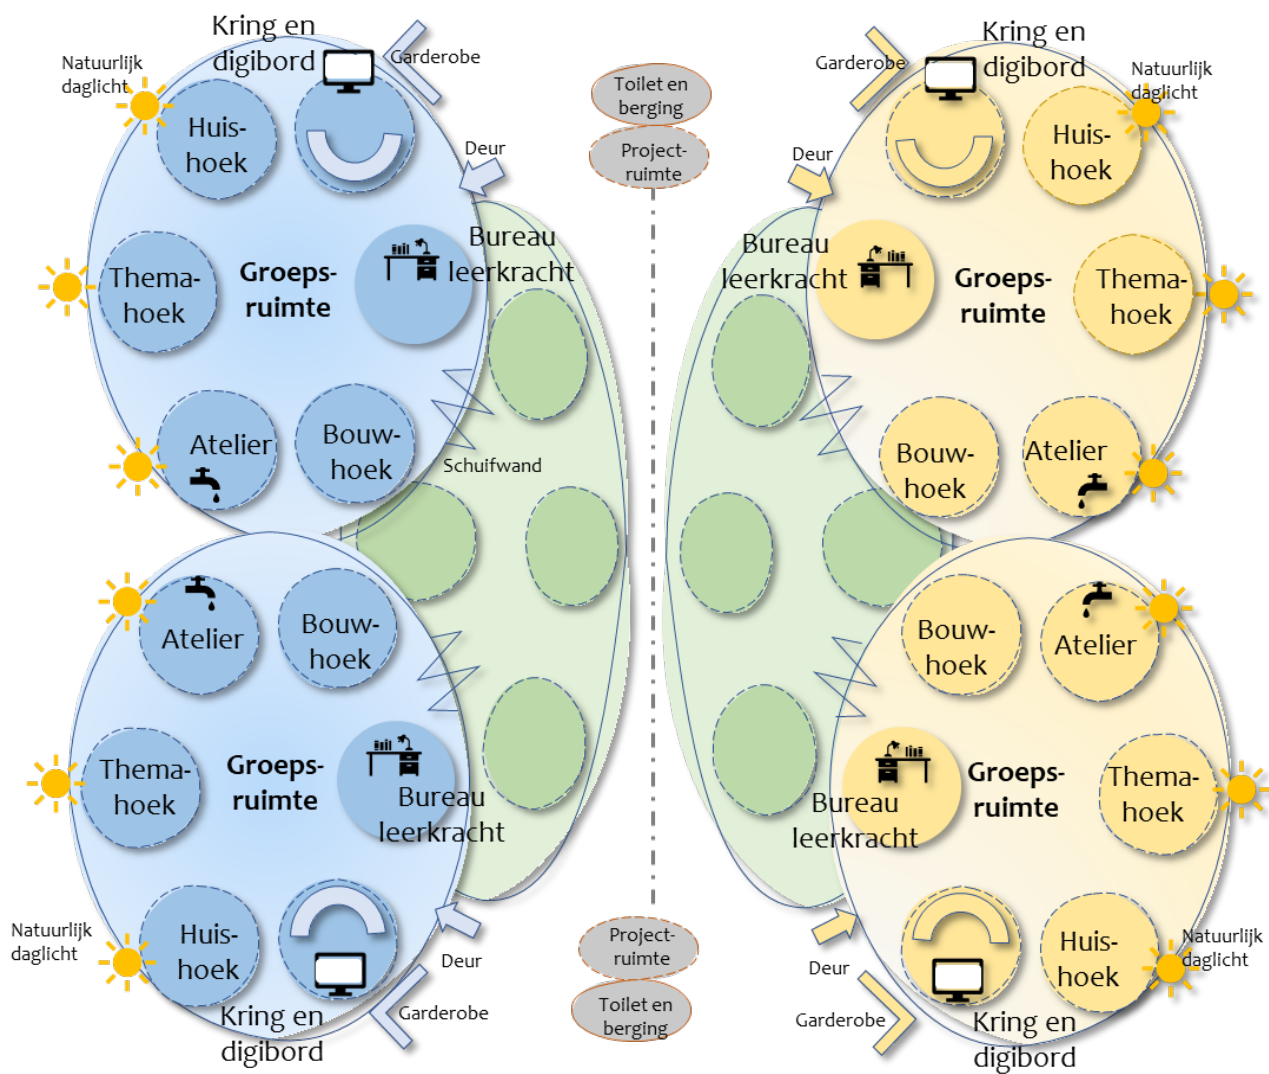 Kring en
digibord
Garderobe
Natuurlijk
daglicht
Huis-
hoek
Deur
Thema-
hoek
Groeps-
ruimte
Bureau
leerkracht
Atelier
Bouw-
hoek
Schuifwand
Toilet en
berging
Project-
ruimte
Kring en
digibord
Garderobe
Natuurlijk
daglicht
Huis-
hoek
Deur
Bureau
leerkracht
Groeps-
ruimte
Thema-
hoek
Bouw-
hoek
Atelier
Atelier
Bouw-
hoek
Thema-
hoek
Groeps-
ruimte
Bureau
leerkracht
Natuurlijk
daglicht
Huis-
hoek
Deur
Garderobe
Kring en
digibord
Project-
ruimte
Toilet en
berging
Bouw-
hoek
Atelier
Bureau
leerkracht
Groeps-
ruimte
Thema-
hoek
Deur
Huis-
hoek
Natuurlijk
daglicht
Garderobe
Kring en
digibord